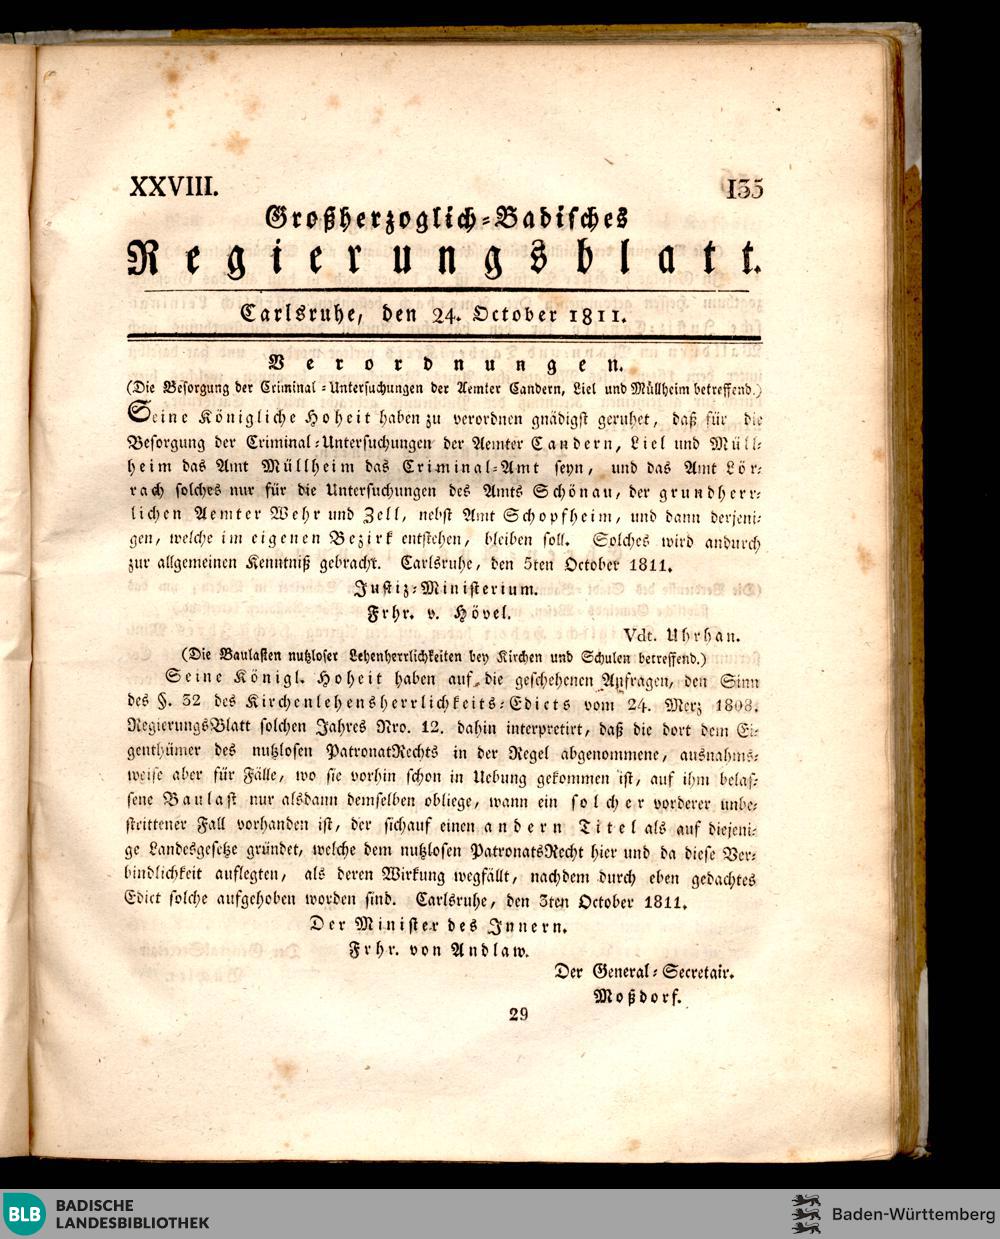 XXVIII. 135
Großherzoglich-Badisches
Regierungsblatt.
Carlsruhe, den 24. October 1811.
Verordnungen.
(Die Besorgung der Criminal-Untersuchungen der Aemter Candern, Liel und Müllheim betreffend.)
Seine Königliche Hoheit haben zu verordnen gnädigst geruhet, daß für die
Besorgung der Criminal-Untersuchungen der Aemter Candern, Liel und Müll-
heim das Amt Müllheim das Criminal-Amt seyn, und das Amt Lör-
rach solches nur für die Untersuchungen des Amts Schönau, der grundherr-
lichen Aemter Wehr und Zell, nebst Amt Schopfheim, und dann derjeni-
gen, welche im eigenen Bezirk entstehen, bleiben soll. Solches wird andurch
zur allgemeinen Kenntniß gebracht. Carlsruhe, den 5ten October 1811.
Justiz-Ministerium.
Frhr. v. Hövel.
Vdt. Uhrhan.
(Die Baulasten nutzloser Lehenherrlichkeiten bey Kirchen und Schulen betreffend.)
Seine Königl. Hoheit haben auf die geschehenen Anfragen, den Sinn
des §. 32 des Kirchenlehensherrlichkeits-Edicts vom 24. Merz 1808.
RegierungsBlatt solchen Jahres Nro. 12. dahin interpretirt, daß die dort dem Ei-
genthümer des nutzlosen PatronatRechts in der Regel abgenommene, ausnahms-
weise aber für Fälle, wo sie vorhin schon in Uebung gekommen ist, auf ihm belas-
sene Baulast nur alsdann demselben obliege, wann ein solcher vorderer unbe-
strittener Fall vorhanden ist, der sichauf einen andern Titel als auf diejeni-
ge Landesgesetze gründet, welche dem nutzlosen PatronatsRecht hier und da diese Ver-
bindlichkeit auflegten, als deren Wirkung wegfällt, nachdem durch eben gedachtes
Edict solche aufgehoben worden sind. Carlsruhe, den 3ten October 1811.
Der Minister des Innern.
Frhr. von Andlaw.
Der General-Secretair.
Moßdorf.
29
BLB BADISCHE
LANDESBIBLIOTHEK
Baden-Württemberg